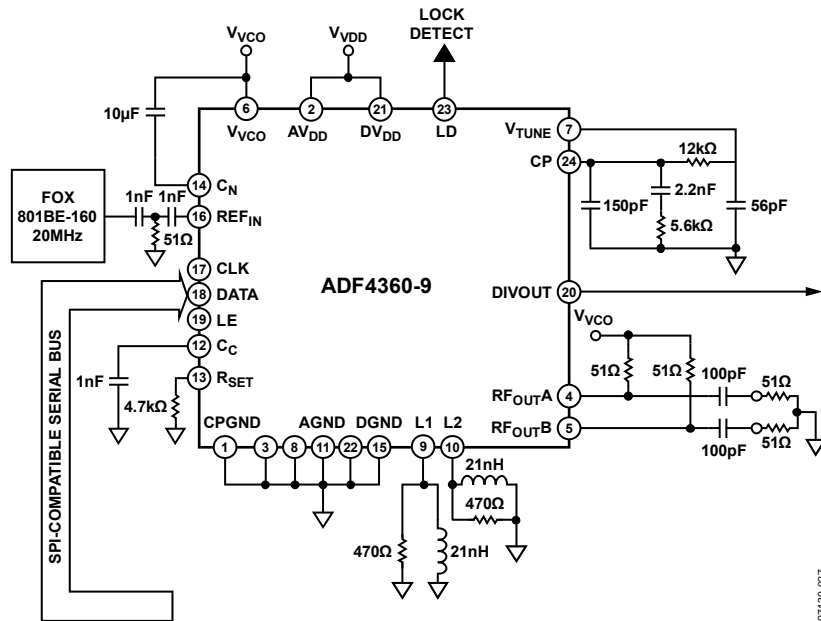 LOCK
DETECT
VVCO
VVDD
10µF
6
2
21
23
VVCO
AVDD
DVDD
LD
VTUNE
7
CP
24
12kΩ
150pF
2.2nF
5.6kΩ
56pF
FOX
801BE-160
20MHz
1nF
1nF
51Ω
14
CN
16
REFIN
17
CLK
18
DATA
19
LE
12
CC
13
RSET
1nF
4.7kΩ
ADF4360-9
DIVOUT
20
VVCO
51Ω
51Ω
100pF
51Ω
RFOUTA
4
RFOUTB
5
100pF
51Ω
CPGND
AGND
DGND
L1
L2
1
3
8
11
22
15
9
10
21nH
470Ω
470Ω
21nH
SPI-COMPATIBLE SERIAL BUS